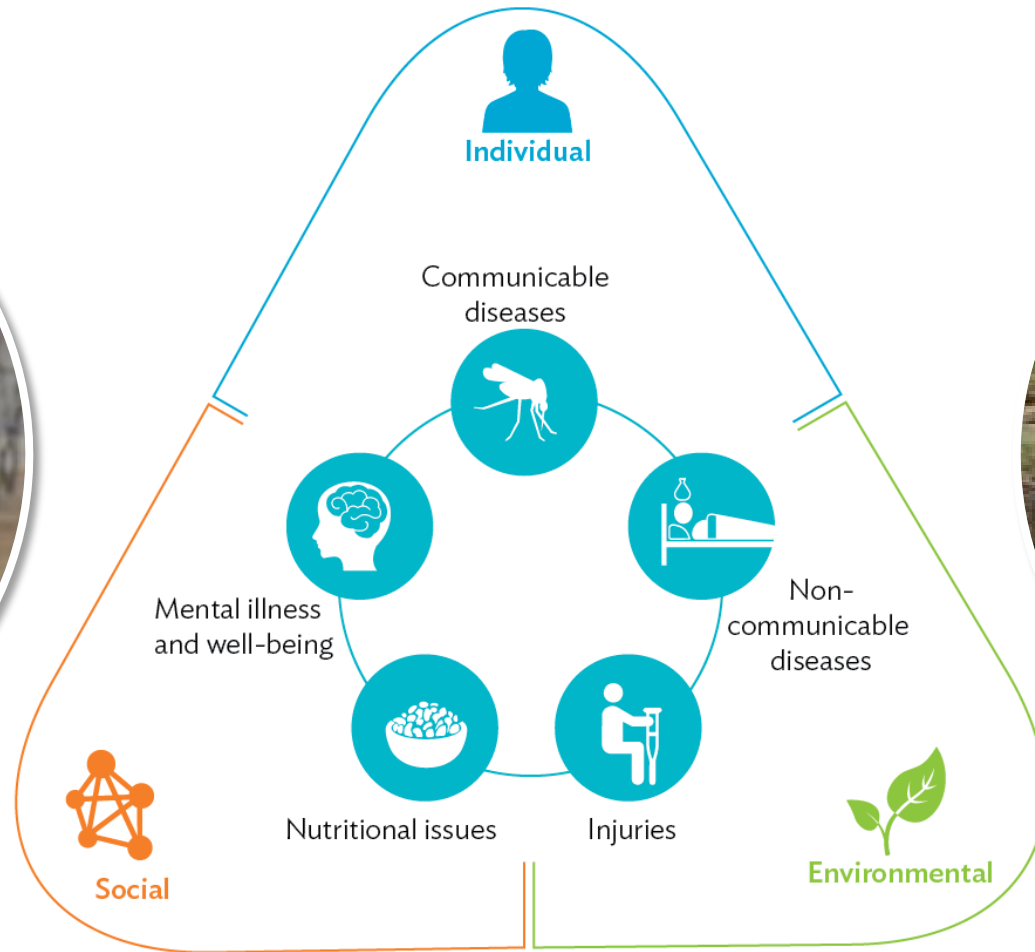 Individual
Communicable
diseases
Mental illness
and well-being
Non-
communicable
diseases
Nutritional issues
Injuries
Social
Environmental